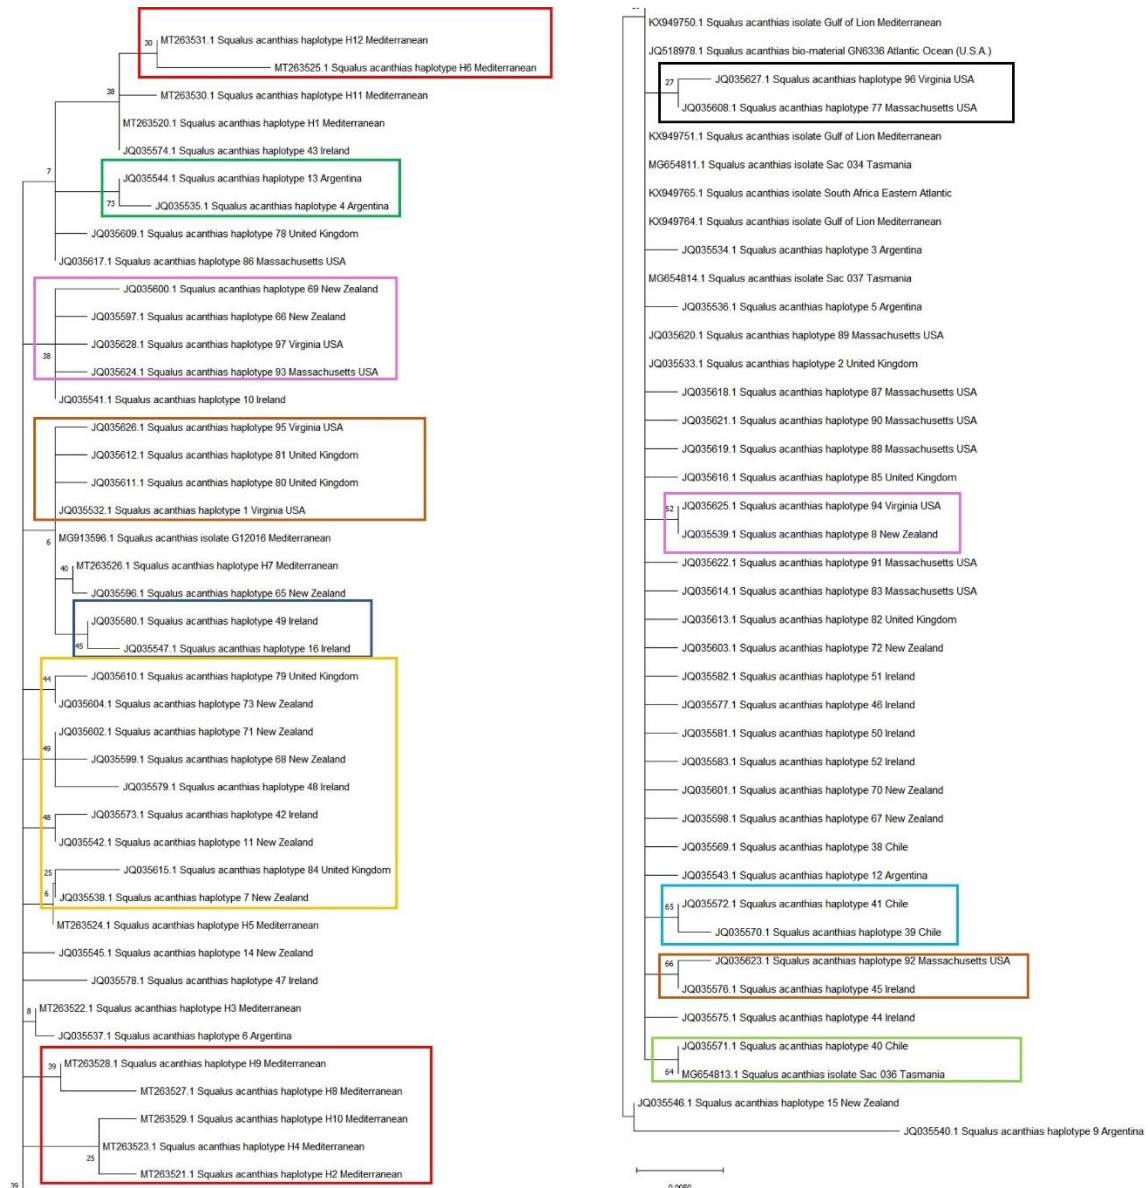 30
MT263531.1 Squalus acanthias haplotype H12 Mediterranean
MT263525.1 Squalus acanthias haplotype H6 Mediterranean
38
MT263530.1 Squalus acanthias haplotype H11 Mediterranean
MT263520.1 Squalus acanthias haplotype H1 Mediterranean
JQ035574.1 Squalus acanthias haplotype 43 Ireland
7
JQ035544.1 Squalus acanthias haplotype 13 Argentina
73
JQ035535.1 Squalus acanthias haplotype 4 Argentina
JQ035609.1 Squalus acanthias haplotype 78 United Kingdom
JQ035617.1 Squalus acanthias haplotype 86 Massachusetts USA
JQ035600.1 Squalus acanthias haplotype 69 New Zealand
JQ035597.1 Squalus acanthias haplotype 66 New Zealand
JQ035628.1 Squalus acanthias haplotype 97 Virginia USA
38
JQ035624.1 Squalus acanthias haplotype 93 Massachusetts USA
JQ035541.1 Squalus acanthias haplotype 10 Ireland
JQ035626.1 Squalus acanthias haplotype 95 Virginia USA
JQ035612.1 Squalus acanthias haplotype 81 United Kingdom
JQ035611.1 Squalus acanthias haplotype 80 United Kingdom
JQ035532.1 Squalus acanthias haplotype 1 Virginia USA
6
MG913596.1 Squalus acanthias isolate G12016 Mediterranean
40
MT263526.1 Squalus acanthias haplotype H7 Mediterranean
JQ035596.1 Squalus acanthias haplotype 65 New Zealand
JQ035580.1 Squalus acanthias haplotype 49 Ireland
45
JQ035547.1 Squalus acanthias haplotype 16 Ireland
44
JQ035610.1 Squalus acanthias haplotype 79 United Kingdom
JQ035604.1 Squalus acanthias haplotype 73 New Zealand
JQ035602.1 Squalus acanthias haplotype 71 New Zealand
49
JQ035599.1 Squalus acanthias haplotype 68 New Zealand
JQ035579.1 Squalus acanthias haplotype 48 Ireland
48
JQ035573.1 Squalus acanthias haplotype 42 Ireland
JQ035542.1 Squalus acanthias haplotype 11 New Zealand
25
JQ035615.1 Squalus acanthias haplotype 84 United Kingdom
6
JQ035538.1 Squalus acanthias haplotype 7 New Zealand
MT263524.1 Squalus acanthias haplotype H5 Mediterranean
JQ035545.1 Squalus acanthias haplotype 14 New Zealand
JQ035578.1 Squalus acanthias haplotype 47 Ireland
8
MT263522.1 Squalus acanthias haplotype H3 Mediterranean
JQ035537.1 Squalus acanthias haplotype 6 Argentina
39
MT263528.1 Squalus acanthias haplotype H9 Mediterranean
MT263527.1 Squalus acanthias haplotype H8 Mediterranean
MT263529.1 Squalus acanthias haplotype H10 Mediterranean
MT263523.1 Squalus acanthias haplotype H4 Mediterranean
25
MT263521.1 Squalus acanthias haplotype H2 Mediterranean
39
KX949750.1 Squalus acanthias isolate Gulf of Lion Mediterranean
JQ518978.1 Squalus acanthias bio-material GN6336 Atlantic Ocean (U.S.A.)
27
JQ035627.1 Squalus acanthias haplotype 96 Virginia USA
JQ035608.1 Squalus acanthias haplotype 77 Massachusetts USA
KX949751.1 Squalus acanthias isolate Gulf of Lion Mediterranean
MG654811.1 Squalus acanthias isolate Sac 034 Tasmania
KX949765.1 Squalus acanthias isolate South Africa Eastern Atlantic
KX949764.1 Squalus acanthias isolate Gulf of Lion Mediterranean
JQ035534.1 Squalus acanthias haplotype 3 Argentina
MG654814.1 Squalus acanthias isolate Sac 037 Tasmania
JQ035536.1 Squalus acanthias haplotype 5 Argentina
JQ035620.1 Squalus acanthias haplotype 89 Massachusetts USA
JQ035533.1 Squalus acanthias haplotype 2 United Kingdom
JQ035618.1 Squalus acanthias haplotype 87 Massachusetts USA
JQ035621.1 Squalus acanthias haplotype 90 Massachusetts USA
JQ035619.1 Squalus acanthias haplotype 88 Massachusetts USA
JQ035616.1 Squalus acanthias haplotype 85 United Kingdom
JQ035625.1 Squalus acanthias haplotype 94 Virginia USA
JQ035539.1 Squalus acanthias haplotype 8 New Zealand
JQ035622.1 Squalus acanthias haplotype 91 Massachusetts USA
JQ035614.1 Squalus acanthias haplotype 83 Massachusetts USA
JQ035613.1 Squalus acanthias haplotype 82 United Kingdom
JQ035603.1 Squalus acanthias haplotype 72 New Zealand
JQ035582.1 Squalus acanthias haplotype 51 Ireland
JQ035577.1 Squalus acanthias haplotype 46 Ireland
JQ035581.1 Squalus acanthias haplotype 50 Ireland
JQ035583.1 Squalus acanthias haplotype 52 Ireland
JQ035601.1 Squalus acanthias haplotype 70 New Zealand
JQ035598.1 Squalus acanthias haplotype 67 New Zealand
JQ035569.1 Squalus acanthias haplotype 38 Chile
JQ035543.1 Squalus acanthias haplotype 12 Argentina
65
JQ035572.1 Squalus acanthias haplotype 41 Chile
JQ035570.1 Squalus acanthias haplotype 39 Chile
66
JQ035623.1 Squalus acanthias haplotype 92 Massachusetts USA
JQ035576.1 Squalus acanthias haplotype 45 Ireland
JQ035575.1 Squalus acanthias haplotype 44 Ireland
JQ035571.1 Squalus acanthias haplotype 40 Chile
64
MG654813.1 Squalus acanthias isolate Sac 036 Tasmania
JQ035546.1 Squalus acanthias haplotype 15 New Zealand
JQ035540.1 Squalus acanthias haplotype 9 Argentina